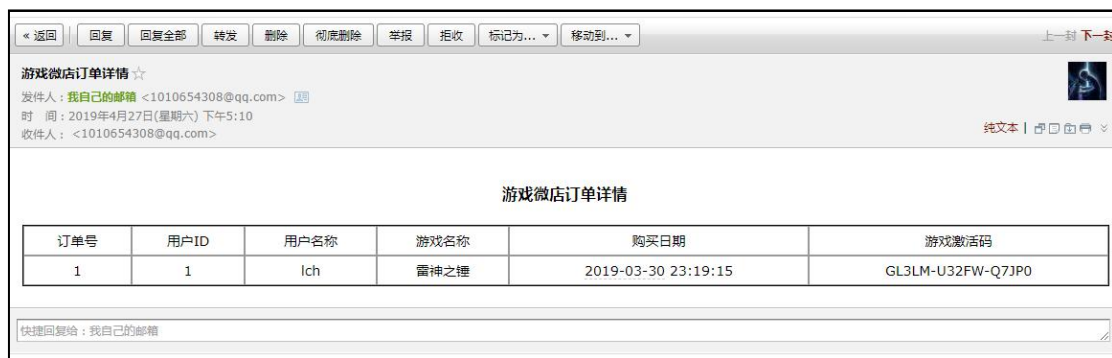 « 返回 回复 回复全部 转发 删除 彻底删除 举报 拒收 标记为... 移动到... 上一封 下一封
游戏微店订单详情☆
发件人：我自己的邮箱 <1010654308@qq.com>
时 间：2019年4月27日(星期六) 下午5:10
收件人： <1010654308@qq.com>
纯文本 |
游戏微店订单详情
订单号 用户ID 用户名称 游戏名称 购买日期 游戏激活码
1 1 lch 雷神之锤 2019-03-30 23:19:15 GL3LM-U32FW-Q7JP0
快捷回复给：我自己的邮箱